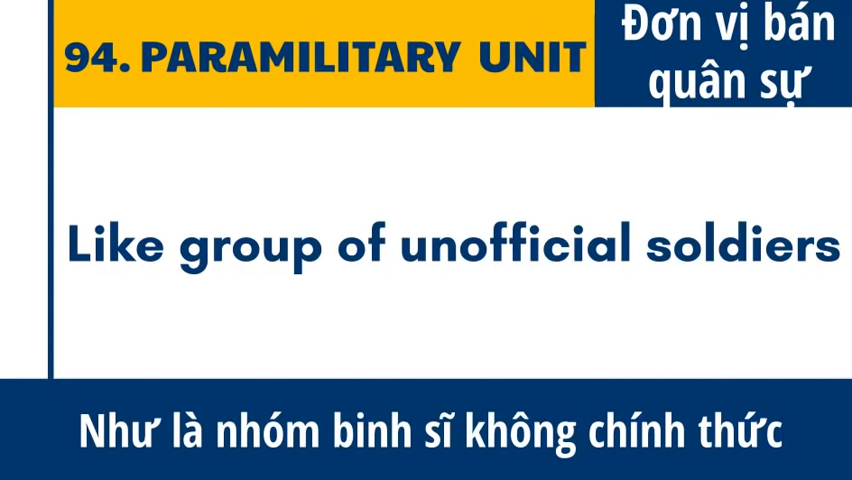 94. PARAMILITARY UNIT
Đơn vị bán
quân sự
Like group of unofficial soldiers
Như là nhóm binh sĩ không chính thức